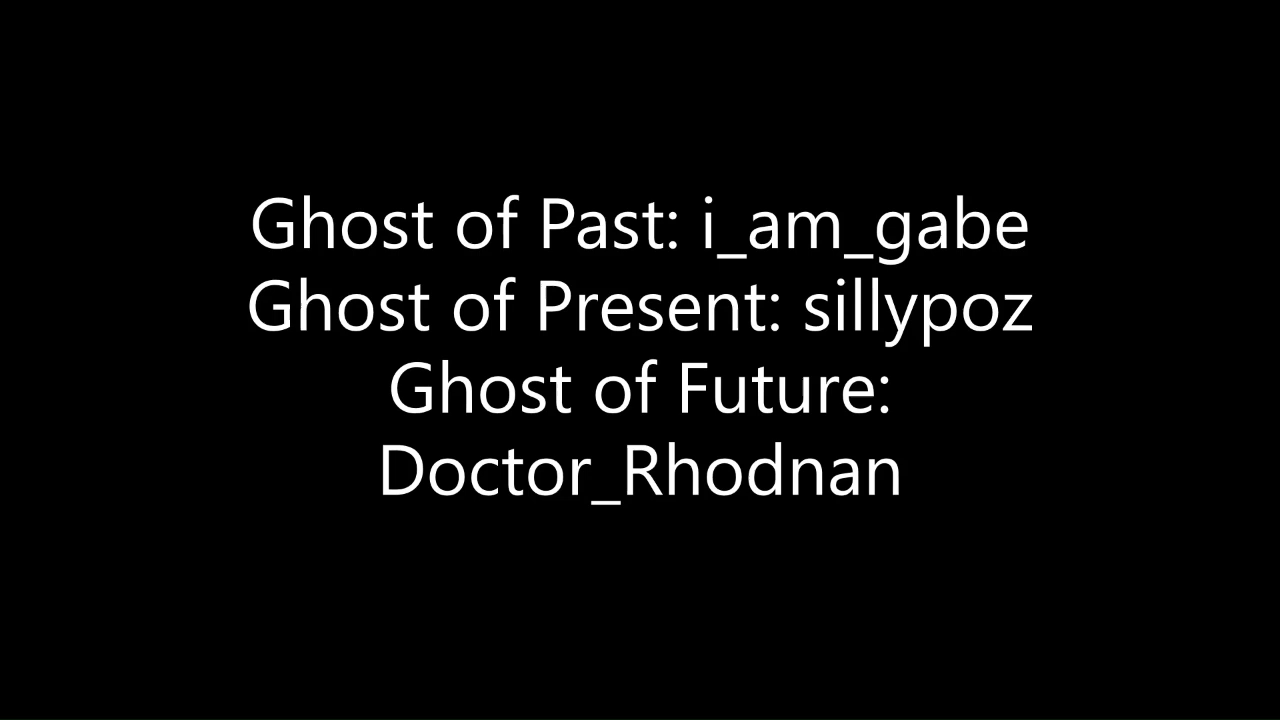 Ghost of Past: i_am_gabe
Ghost of Present: sillypoz
Ghost of Future:
Doctor_Rhodnan